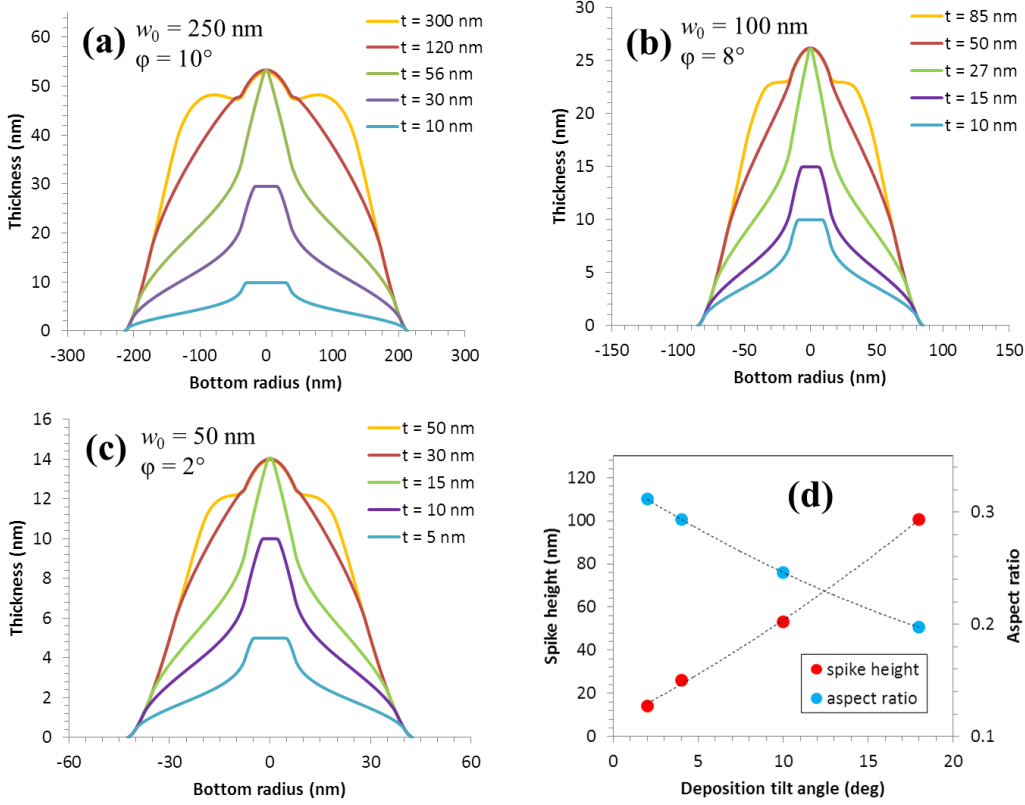 (a)
w₀ = 250 nm
φ = 10°
t = 300 nm
t = 120 nm
t = 56 nm
t = 30 nm
t = 10 nm
Thickness (nm)
60
50
40
30
20
10
0
-300 -200 -100 0 100 200 300
Bottom radius (nm)
(b)
w₀ = 100 nm
φ = 8°
t = 85 nm
t = 50 nm
t = 27 nm
t = 15 nm
t = 10 nm
Thickness (nm)
30
25
20
15
10
5
0
-150 -100 -50 0 50 100 150
Bottom radius (nm)
(c)
w₀ = 50 nm
φ = 2°
t = 50 nm
t = 30 nm
t = 15 nm
t = 10 nm
t = 5 nm
Thickness (nm)
16
14
12
10
8
6
4
2
0
-60 -30 0 30 60
Bottom radius (nm)
(d)
Spike height (nm)
120
100
80
60
40
20
0
0 5 10 15 20
Deposition tilt angle (deg)
0.3
0.2
0.1
Aspect ratio
spike height
aspect ratio